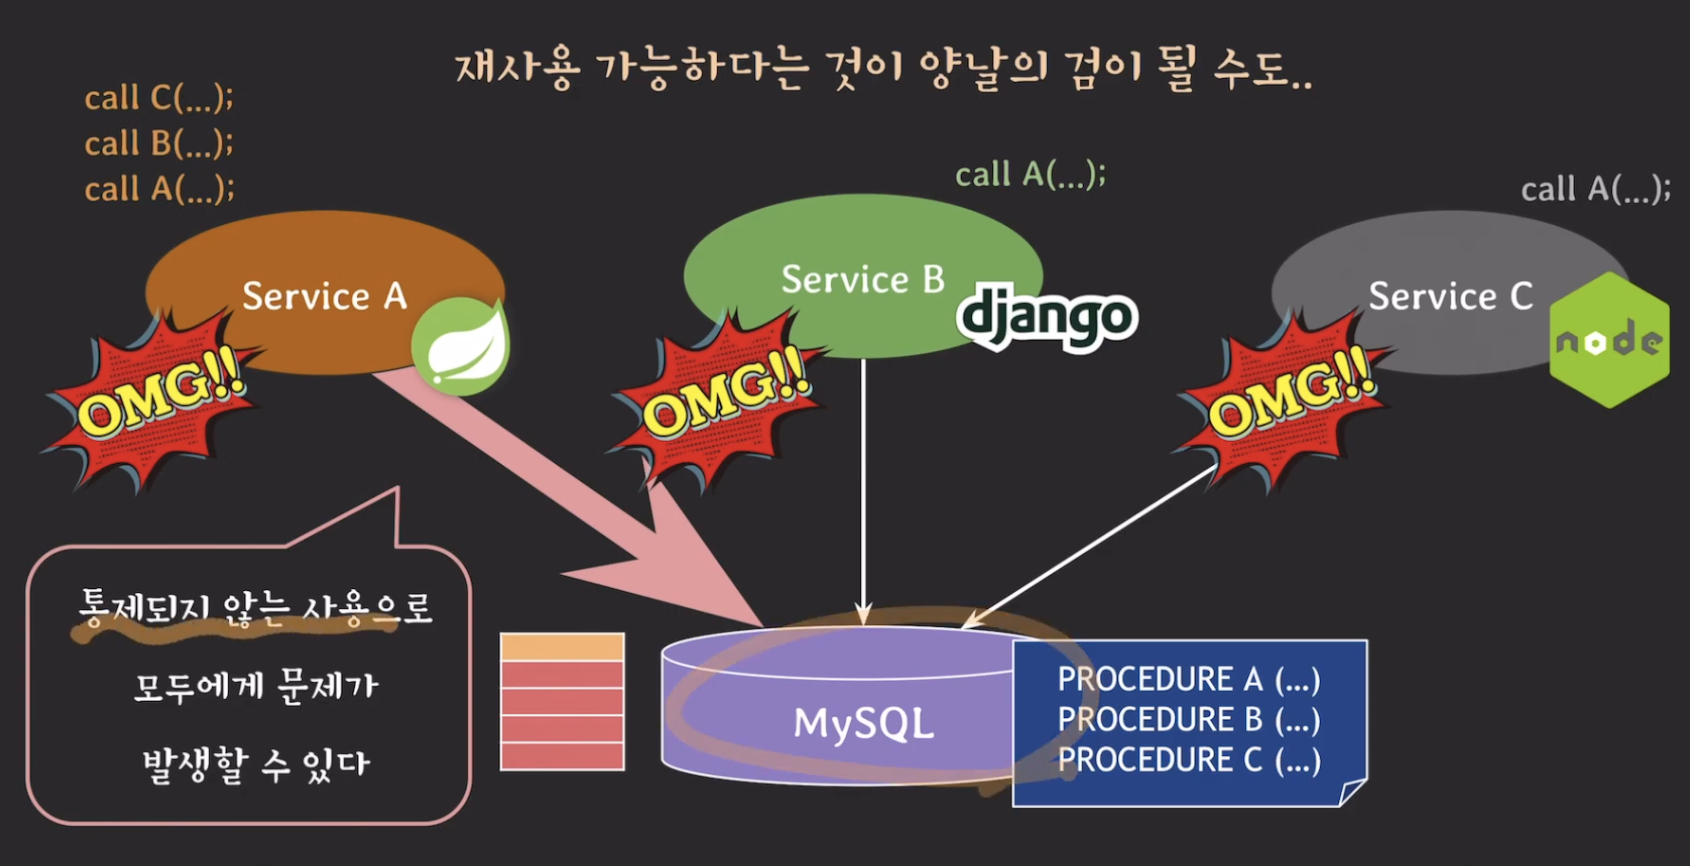 재사용 가능하다는 것이 양날의 검이 될 수도..
call C(...);
call B(...);
call A(...);
call A(...);
call A(...);
Service A
Service B
django
Service C
node
OMG!!
OMG!!
OMG!!
통제되지 않는 사용으로
모두에게 문제가
발생할 수 있다
MySQL
PROCEDURE A (...)
PROCEDURE B (...)
PROCEDURE C (...)